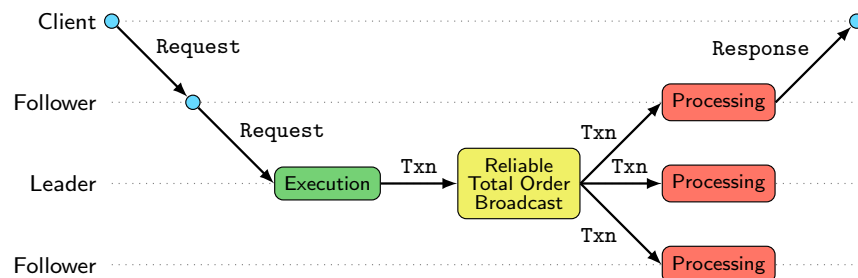 Client
Request
Response
Follower
Processing
Request
Txn
Leader
Execution
Txn
Reliable
Total Order
Broadcast
Txn
Processing
Txn
Follower
Processing